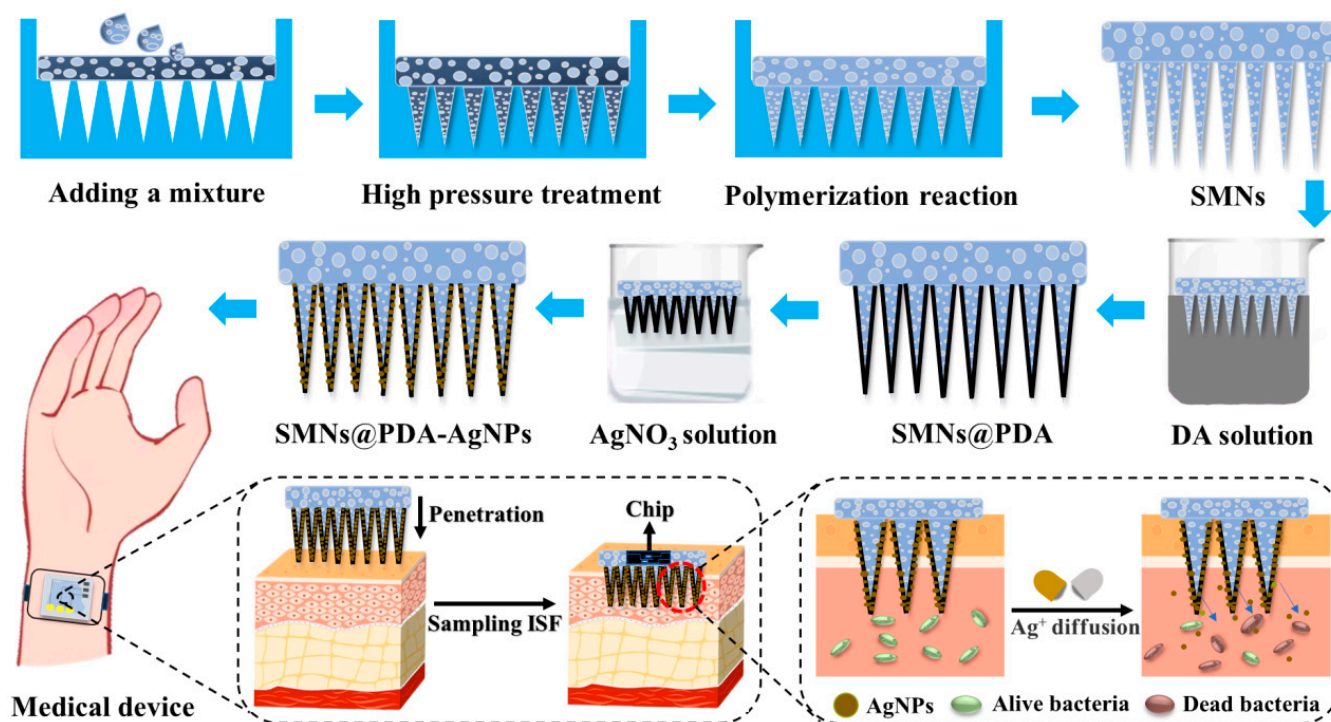 Adding a mixture
High pressure treatment
Polymerization reaction
SMNs
SMNs@PDA-AgNPs
AgNO₃ solution
SMNs@PDA
DA solution
Penetration
Sampling ISF
Chip
Ag⁺ diffusion
Medical device
AgNPs
Alive bacteria
Dead bacteria